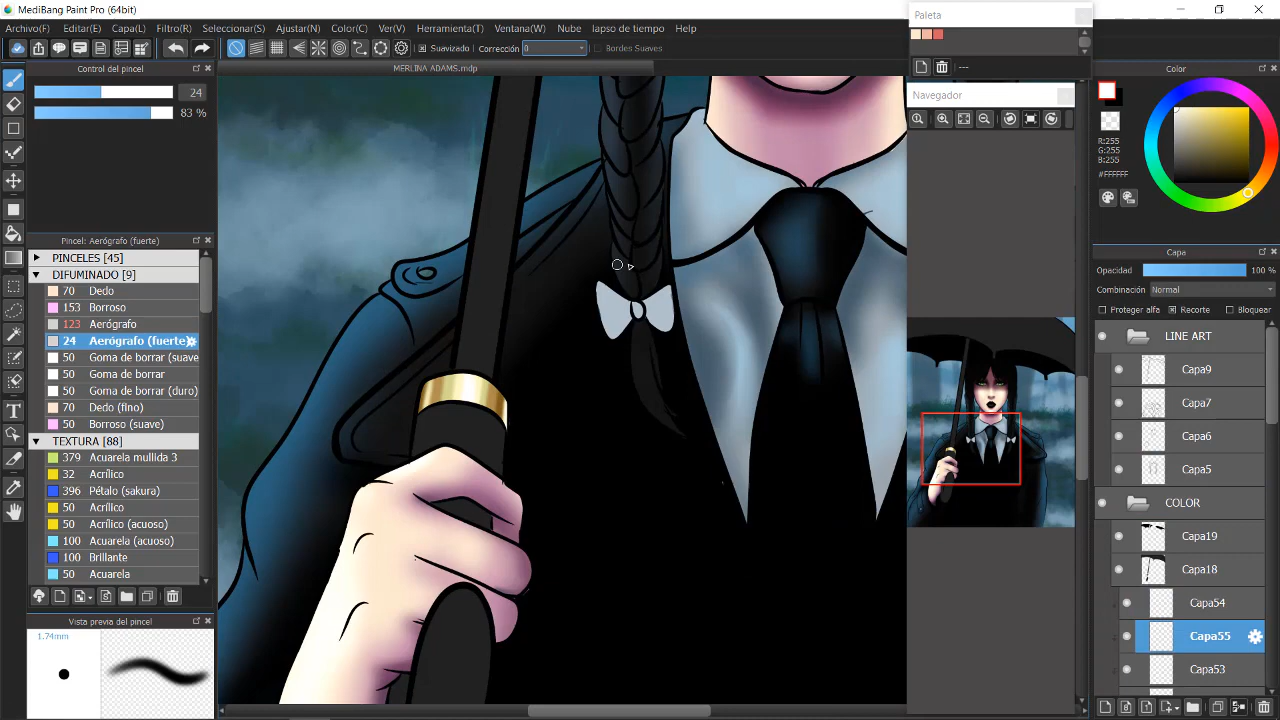 MediBang Paint Pro (64bit)
Archivo(F) Editar(E) Capa(L) Filtro(R) Seleccionar(S) Ajustar(N) Color(C) Ver(V) Herramienta(T) Ventana(W) Nube lapso de tiempo Help
Suavizado Corrección 0 Bordes Suaves
MERLINA ADAMS.mdp
Control del pincel
24
83 %
Pincel: Aerógrafo (fuerte)
PINCELES [45]
DIFUMINADO [9]
70 Dedo
153 Borroso
123 Aerógrafo
24 Aerógrafo (fuerte)
50 Goma de borrar (suave
50 Goma de borrar
50 Goma de borrar (duro)
70 Dedo (fino)
50 Borroso (suave)
TEXTURA [88]
379 Acuarela mullida 3
32 Acrílico
396 Pétalo (sakura)
50 Acrílico
50 Acrílico (acuoso)
100 Acuarela (acuoso)
100 Brillante
50 Acuarela
Vista previa del pincel
1.74mm
Paleta
---
Navegador
Color
R:255
G:255
B:255
#FFFFFF
Capa
Opacidad 100 %
Combinación Normal
Proteger alfa Recorte Bloquear
LINE ART
Capa9
Capa7
Capa6
Capa5
COLOR
Capa19
Capa18
Capa54
Capa55
Capa53